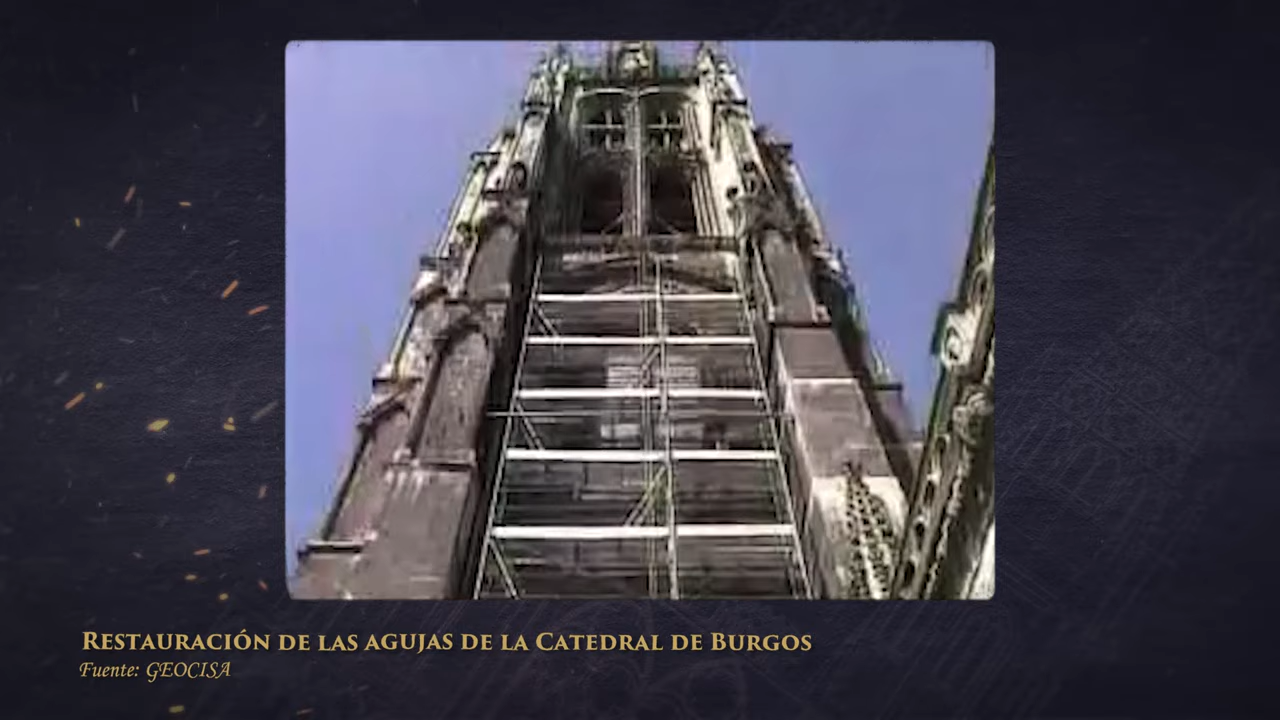 Restauración de las agujas de la Catedral de Burgos
Fuente: GEOCISA